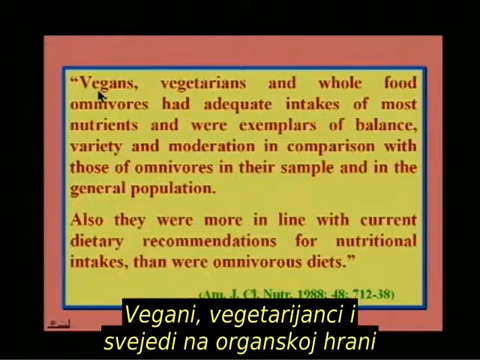 “Vegans, vegetarians and whole food
omnivores had adequate intakes of most
nutrients and were exemplars of balance,
variety and moderation in comparison with
those of omnivores in their sample and in the
general population.
Also they were more in line with current
dietary recommendations for nutritional
intakes, than were omnivorous diets.”
(Am. J. Cl. Nutr. 1988; 48: 712-38)
Vegani, vegetarijanci i
svejedi na organskoj hrani